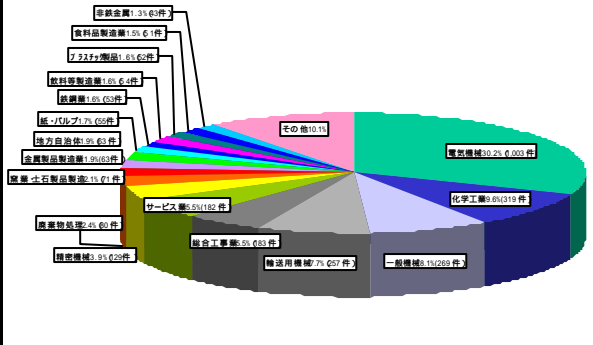 非鉄金属1.3%(43件)
食料品製造業1.5%(51件)
プラスチック製品1.6%(52件)
飲料等製造業1.6%(54件)
鉄鋼業1.6%(53件)
紙・パルプ1.7%(55件)
地方自治体1.9%(63件)
金属製品製造業1.9%(63件)
窯業・土石製品製造2.1%(71件)
廃棄物処理2.4%(80件)
精密機械3.9%(129件)
サービス業5.5%(182件)
総合工事業5.5%(183件)
輸送用機械7.7%(257件)
一般機械8.1%(269件)
化学工業9.6%(319件)
電気機械30.2%(1,003件)
その他10.1%